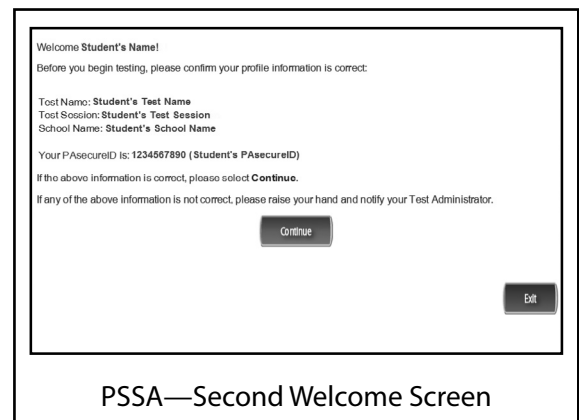 Welcome Student's Name!
Before you begin testing, please confirm your profile information is correct:
Test Name: Student's Test Name
Test Session: Student's Test Session
School Name: Student's School Name
Your PAsecureID Is: 1234567890 (Student's PAsecureID)
If the above information is correct, please select Continue.
If any of the above information is not correct, please raise your hand and notify your Test Administrator.
Continue
Exit
PSSA—Second Welcome Screen